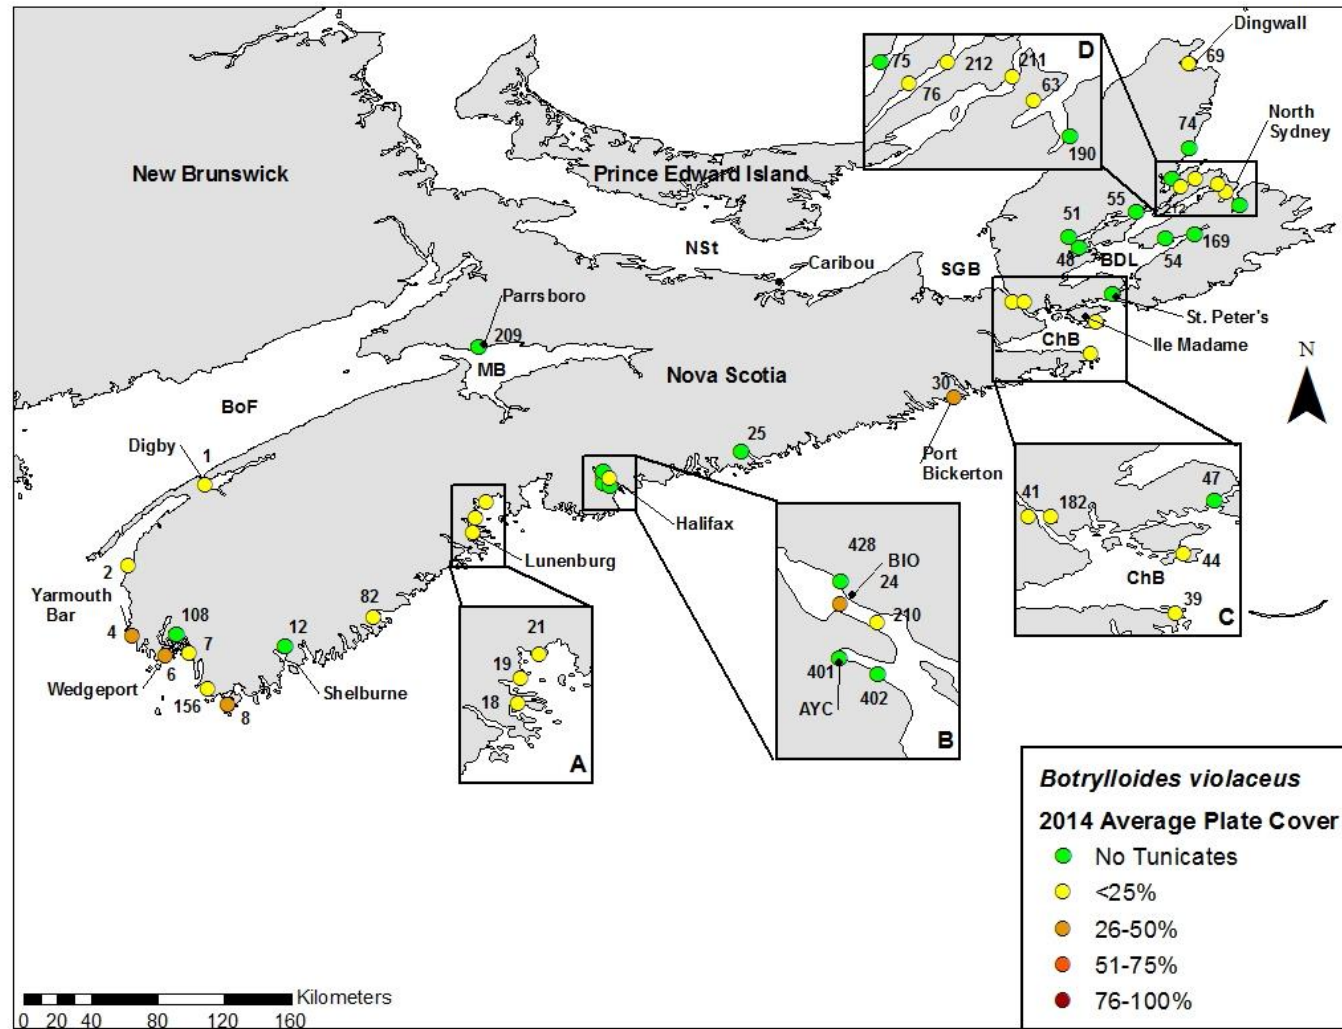 Dingwall
D
75
212
211
69
76
63
190
North
Sydney
74
New Brunswick
Prince Edward Island
55
212
51
169
NSt
48
BDL
54
Caribou
SGB
Parrsboro
209
St. Peter's
Ile Madame
ChB
MB
Nova Scotia
N
BoF
30
Digby
1
25
Port
Bickerton
47
41
182
Halifax
44
ChB
39
C
Lunenburg
428
BIO
24
210
2
Yarmouth
Bar
108
82
4
7
12
21
19
401
402
Wedgeport
6
Shelburne
18
AYC
156
8
B
A
Botrylloides violaceus
2014 Average Plate Cover
No Tunicates
<25%
26-50%
51-75%
76-100%
Kilometers
0 20 40 80 120 160